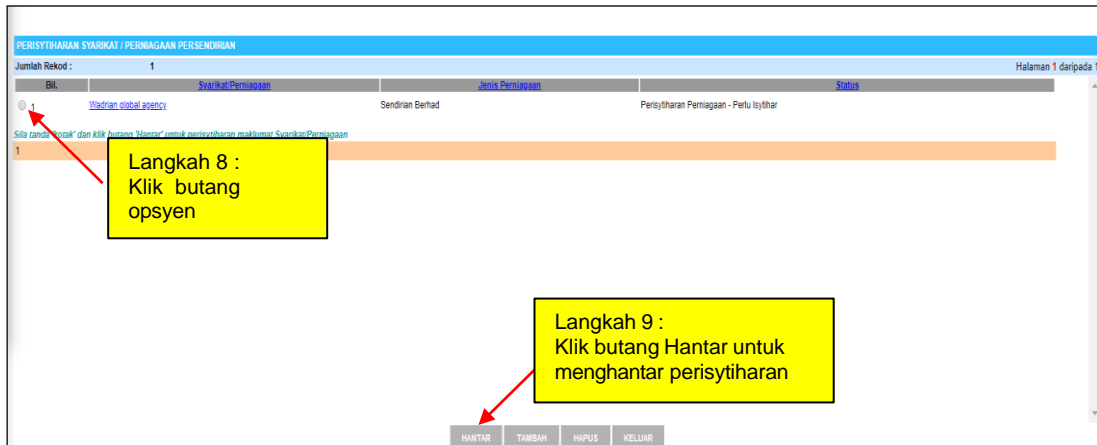 PERISYTIHARAN SYARIKAT / PERNIAGAAN PERSENDIRIAN
Jumlah Rekod : 1 Halaman 1 daripada 1
Bil. Syarikat/Perniagaan Jenis Perniagaan Status
1 Wadrian global agency Sendirian Berhad Perisytiharan Perniagaan - Perlu Isytihar
Sila tanda 'kotak' dan klik butang 'Hantar' untuk perisytiharan maklumat Syarikat/Perniagaan
1
Langkah 8 :
Klik butang
opsyen
Langkah 9 :
Klik butang Hantar untuk
menghantar perisytiharan
HANTAR TAMBAH HAPUS KELUAR